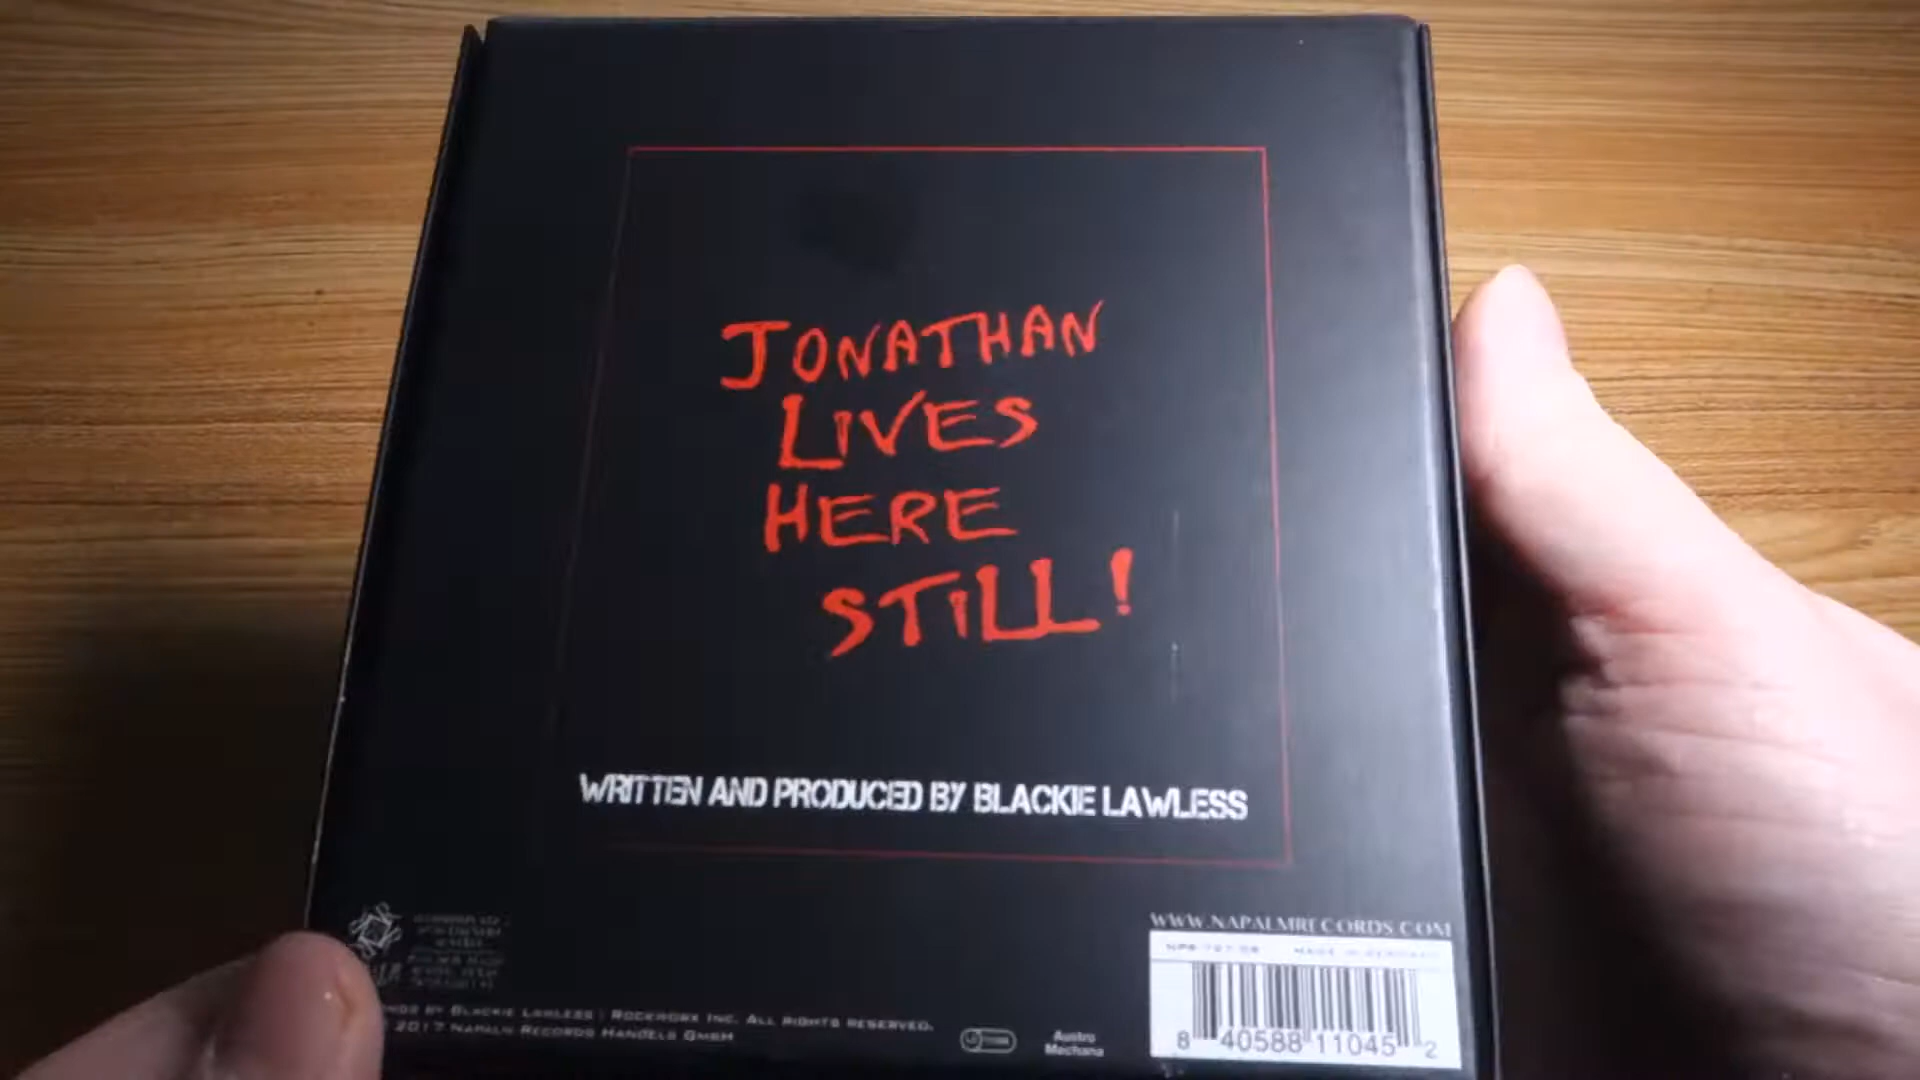 JONATHAN
LIVES
HERE
STILL!
WRITTEN AND PRODUCED BY BLACKIE LAWLESS
WWW.NAPALMRECORDS.COM
BY BLACKIE LAWLESS | ROCKWORX INC. ALL RIGHTS RESERVED.
2017 NAPALM RECORDS HANDELS GMBH
Austro
Mechana
8 40588 11045 2